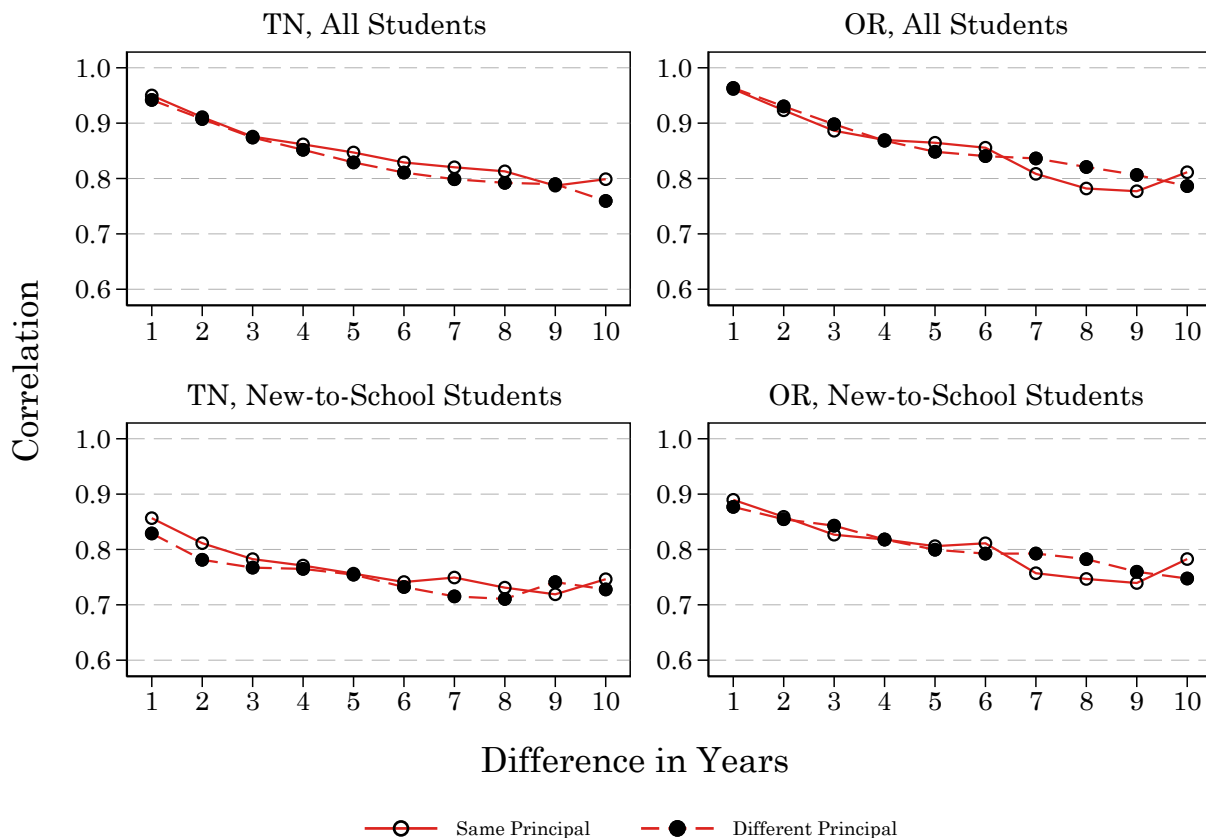 TN, All Students
OR, All Students
1.0
0.9
0.8
0.7
0.6
1 2 3 4 5 6 7 8 9 10
1.0
0.9
0.8
0.7
0.6
1 2 3 4 5 6 7 8 9 10
TN, New-to-School Students
OR, New-to-School Students
1.0
0.9
0.8
0.7
0.6
1 2 3 4 5 6 7 8 9 10
1.0
0.9
0.8
0.7
0.6
1 2 3 4 5 6 7 8 9 10
Correlation
Difference in Years
Same Principal
Different Principal